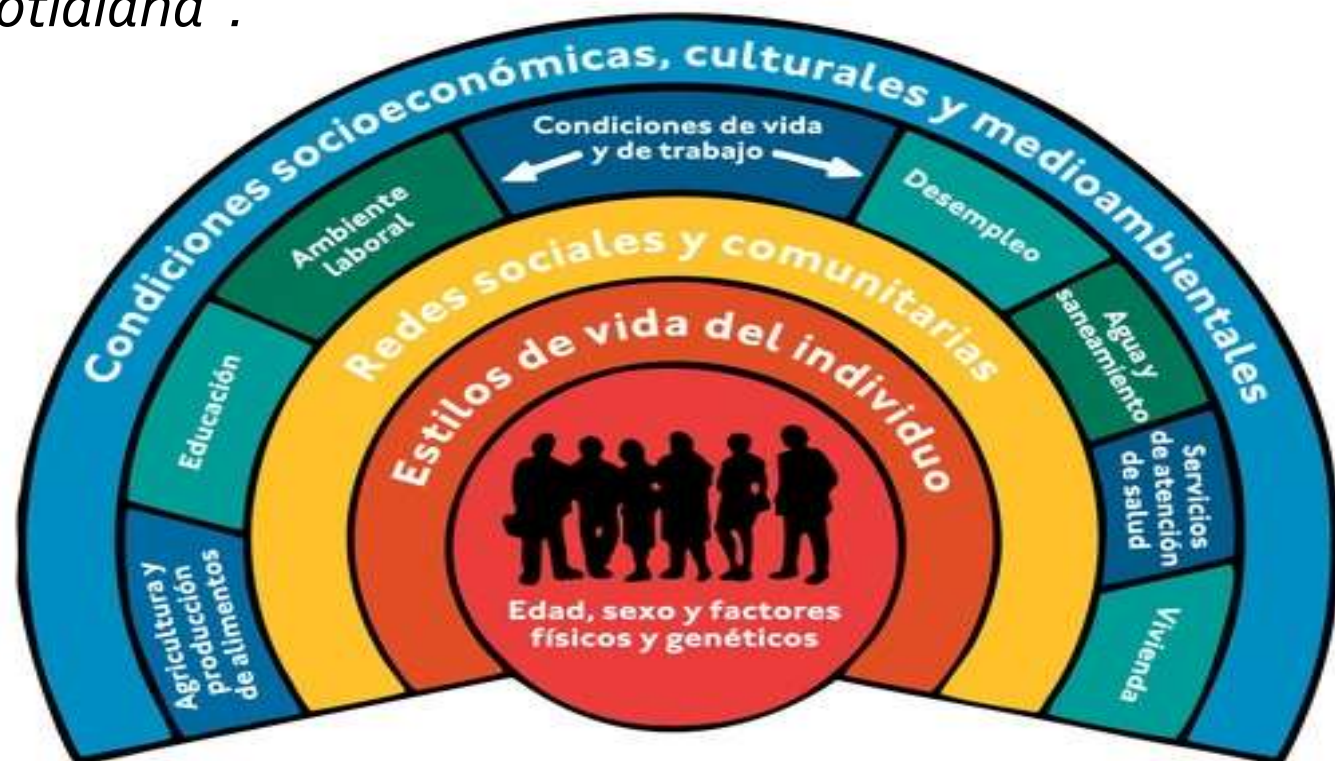 otidiana".
Condiciones socioeconómicas, culturales y medioambientales
Condiciones de vida
y de trabajo
Ambiente
laboral
Desempleo
Educación
Agua y
saneamiento
Agricultura y
producción
de alimentos
Servicios
de atención
de salud
Vivienda
Redes sociales y comunitarias
Estilos de vida del individuo
Edad, sexo y factores
físicos y genéticos